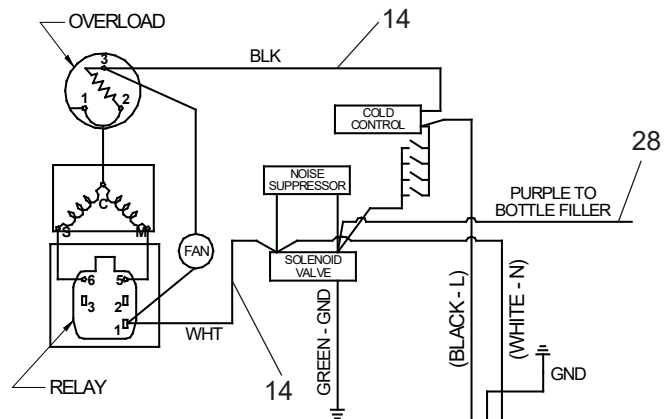 OVERLOAD
14
BLK
3
1
2
COLD
CONTROL
28
NOISE
SUPPRESSOR
PURPLE TO
BOTTLE FILLER
C
S
M
FAN
SOLENOID
VALVE
6
5
3
2
1
WHT
GREEN - GND
(BLACK - L)
(WHITE - N)
GND
RELAY
14